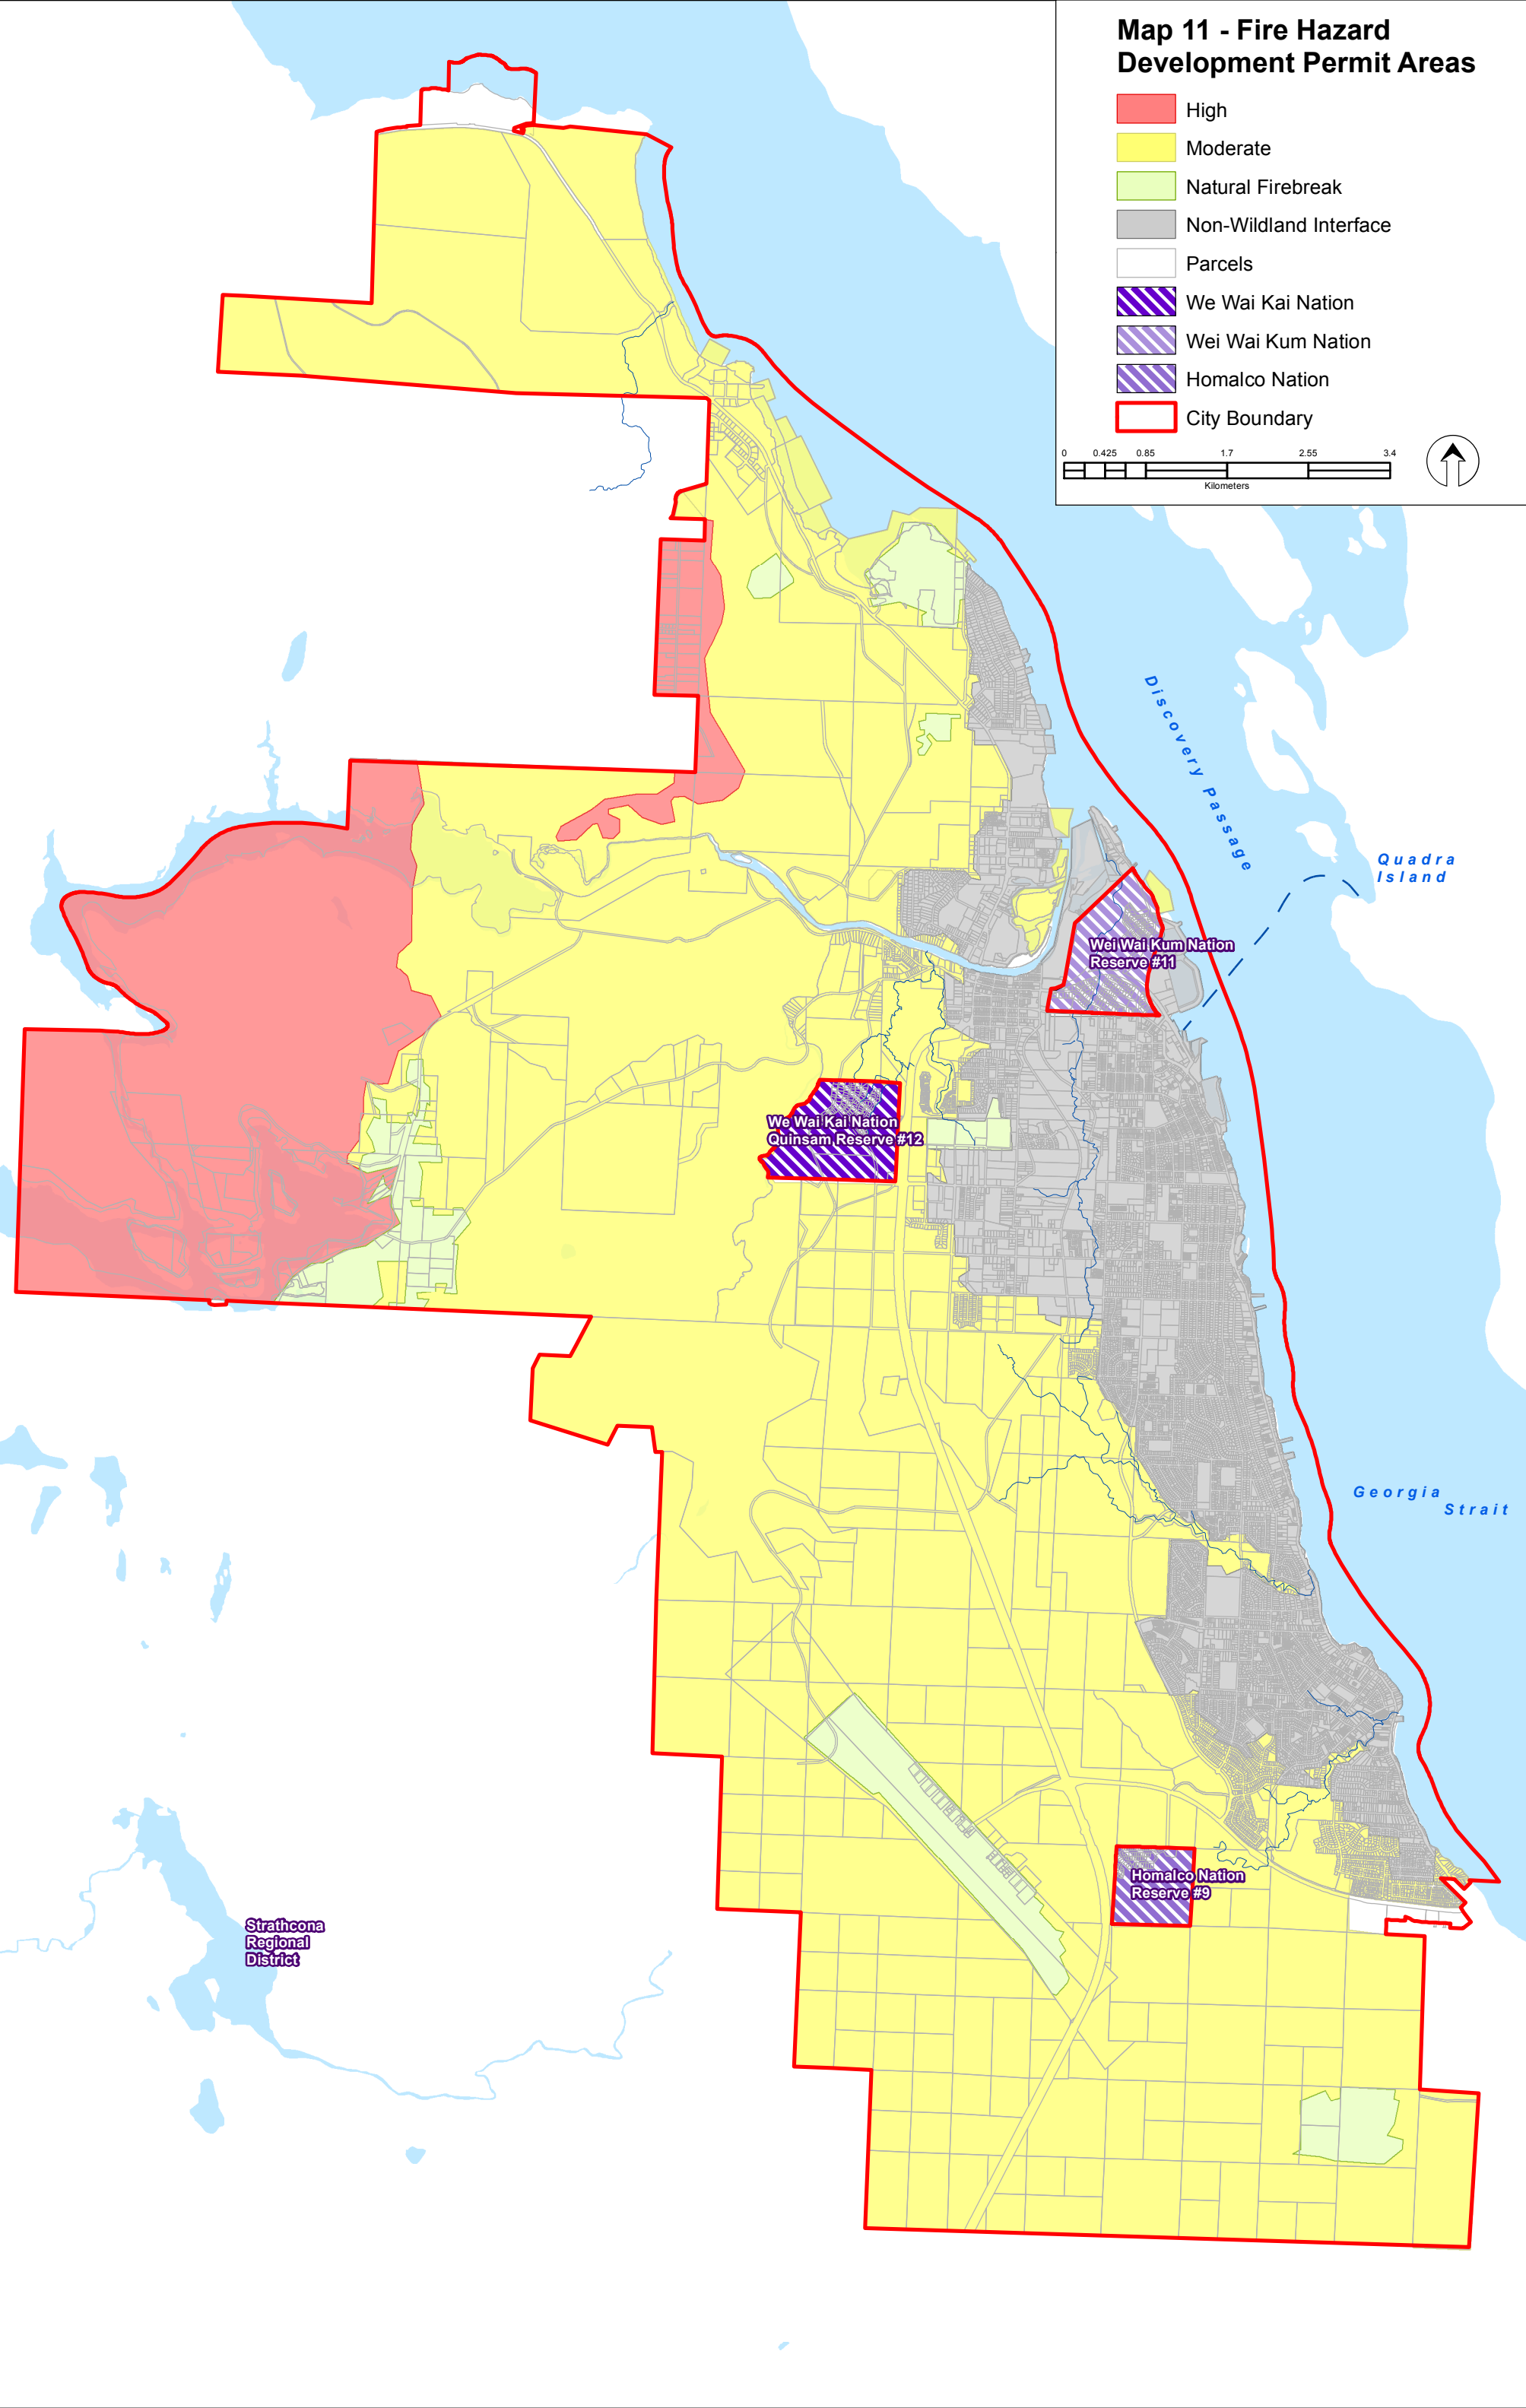 Map 11 - Fire Hazard
Development Permit Areas
High
Moderate
Natural Firebreak
Non-Wildland Interface
Parcels
We Wai Kai Nation
Wei Wai Kum Nation
Homalco Nation
City Boundary
0 0.425 0.85 1.7 2.55 3.4
Kilometers
Discovery Passage
Quadra
Island
Wei Wai Kum Nation
Reserve #11
We Wai Kai Nation
Quinsam Reserve #12
Georgia
Strait
Homalco Nation
Reserve #9
Strathcona
Regional
District